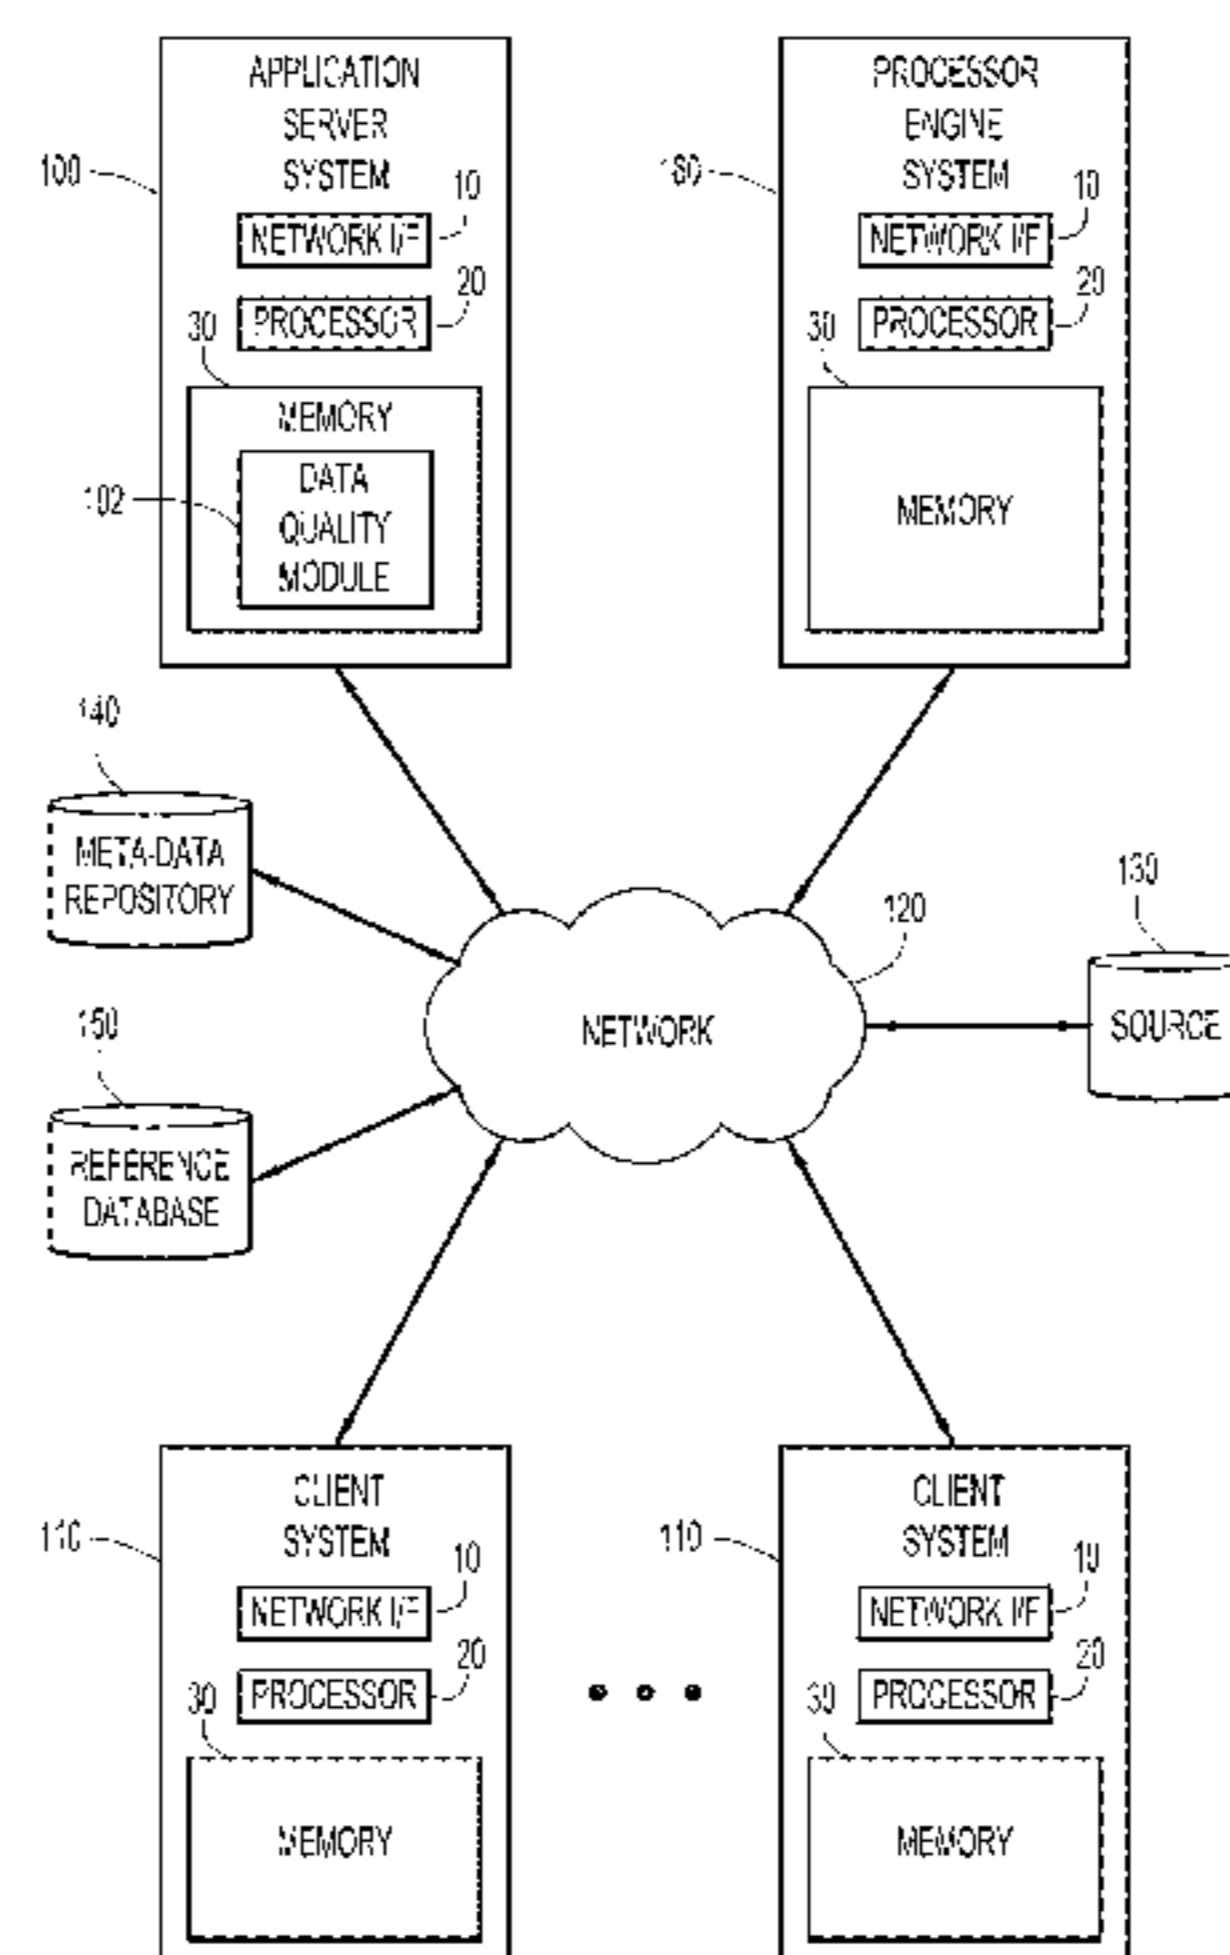 APPLICATION
SERVER
SYSTEM
100
10
NETWORK I/F
20
PROCESSOR
30
MEMORY
102
DATA
QUALITY
MODULE
PROCESSOR
ENGINE
SYSTEM
160
10
NETWORK I/F
20
PROCESSOR
30
MEMORY
140
META-DATA
REPOSITORY
150
REFERENCE
DATABASE
120
NETWORK
130
SOURCE
CLIENT
SYSTEM
110
10
NETWORK I/F
20
PROCESSOR
30
MEMORY
CLIENT
SYSTEM
110
10
NETWORK I/F
20
PROCESSOR
30
MEMORY